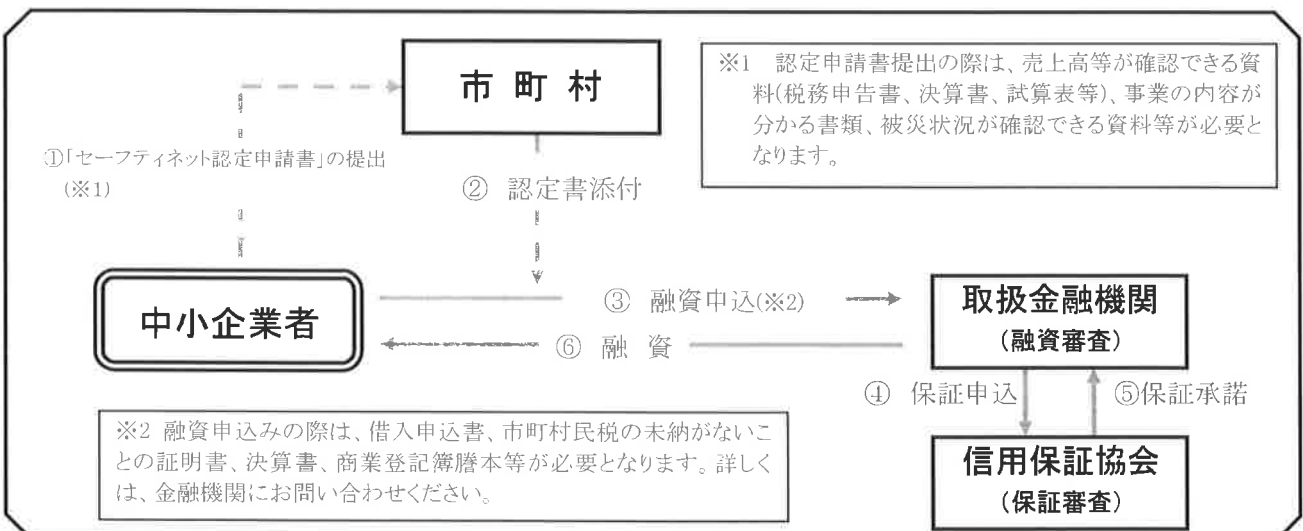 市町村
※1 認定申請書提出の際は、売上高等が確認できる資
料(税務申告書、決算書、試算表等)、事業の内容が
分かる書類、被災状況が確認できる資料等が必要と
なります。
①「セーフティネット認定申請書」の提出
(※1)
② 認定書添付
中小企業者
③ 融資申込(※2)
⑥ 融 資
取扱金融機関
(融資審査)
④ 保証申込
⑤保証承諾
※2 融資申込みの際は、借入申込書、市町村民税の未納がないこ
との証明書、決算書、商業登記簿謄本等が必要となります。詳しく
は、金融機関にお問い合わせください。
信用保証協会
(保証審査)